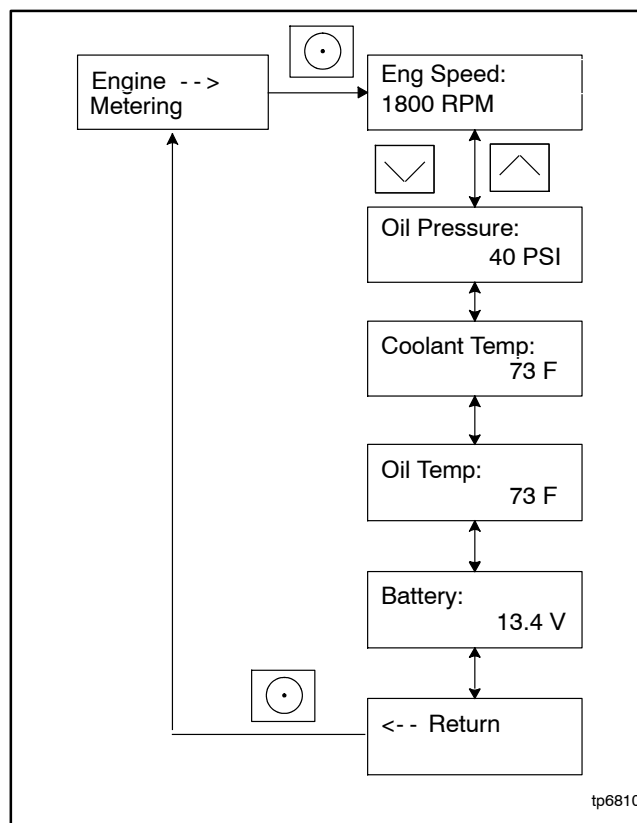 Engine - ->
Metering
Eng Speed:
1800 RPM
Oil Pressure:
40 PSI
Coolant Temp:
73 F
Oil Temp:
73 F
Battery:
13.4 V
<- - Return
tp6810